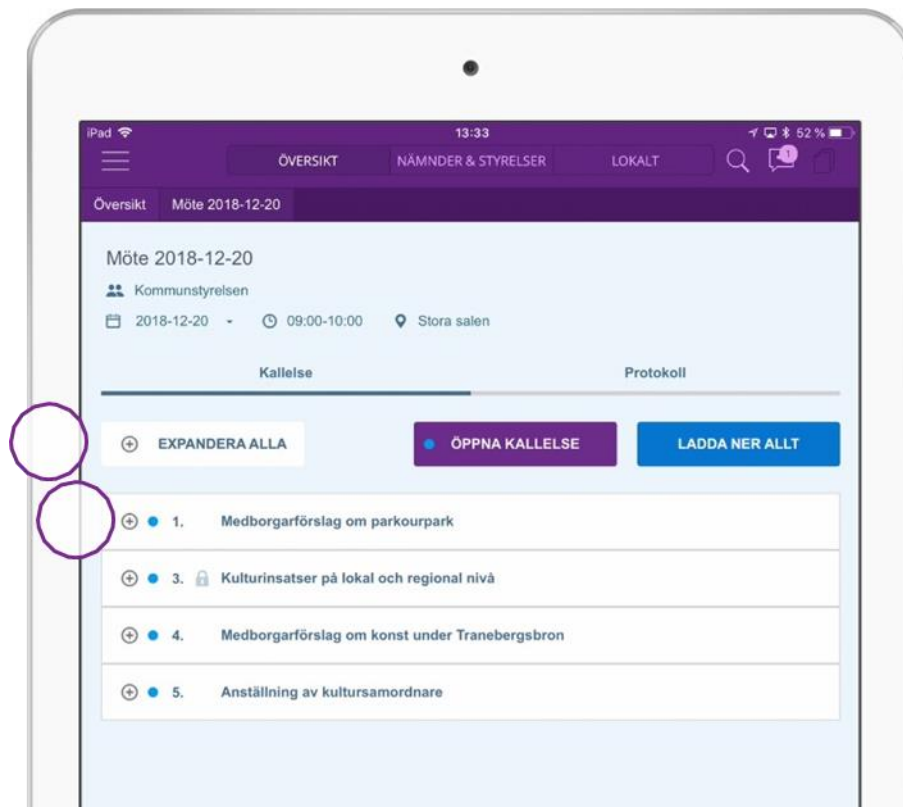 iPad 13:33 52 %
ÖVERSIKT NÄMNDER & STYRELSER LOKALT 1
Översikt Möte 2018-12-20
Möte 2018-12-20
Kommunstyrelsen
2018-12-20 09:00-10:00 Stora salen
Kallelse Protokoll
EXPANDERA ALLA ÖPPNA KALLELSE LADDA NER ALLT
1. Medborgarförslag om parkourpark
3. Kulturinsatser på lokal och regional nivå
4. Medborgarförslag om konst under Tranebergsbron
5. Anställning av kultursamordnare